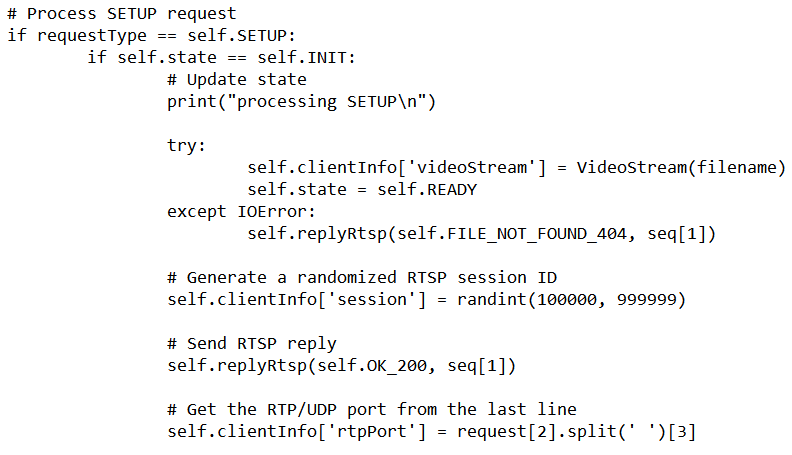 # Process SETUP request
if requestType == self.SETUP:
        if self.state == self.INIT:
                # Update state
                print("processing SETUP\n")

                try:
                        self.clientInfo['videoStream'] = VideoStream(filename)
                        self.state = self.READY
                except IOError:
                        self.replyRtsp(self.FILE_NOT_FOUND_404, seq[1])

                # Generate a randomized RTSP session ID
                self.clientInfo['session'] = randint(100000, 999999)

                # Send RTSP reply
                self.replyRtsp(self.OK_200, seq[1])

                # Get the RTP/UDP port from the last line
                self.clientInfo['rtpPort'] = request[2].split(' ')[3]